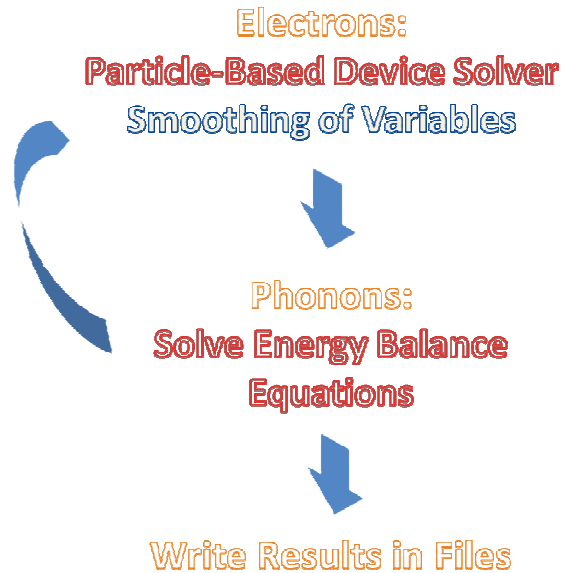 Electrons:
Particle-Based Device Solver
Smoothing of Variables
Phonons:
Solve Energy Balance
Equations
Write Results in Files